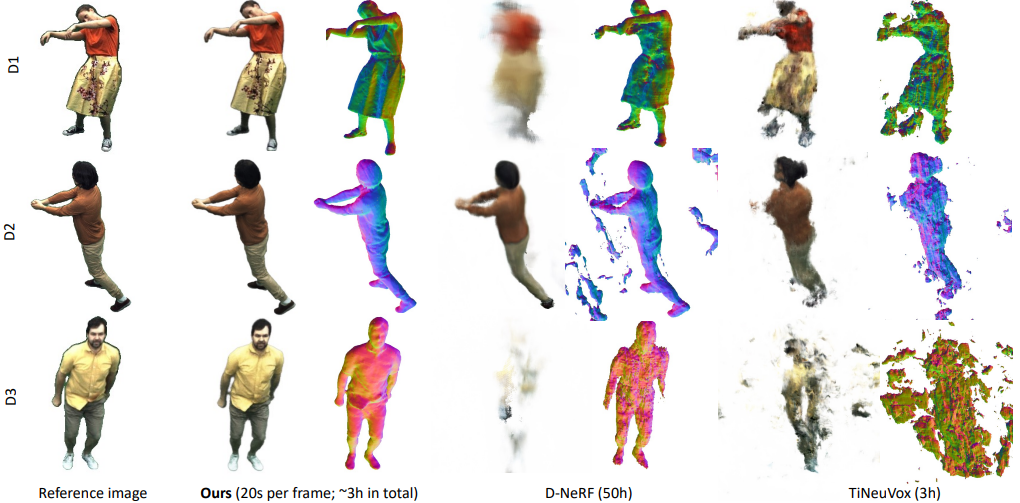 D1
D2
D3
Reference image
Ours (20s per frame; ~3h in total)
D-NeRF (50h)
TiNeuVox (3h)